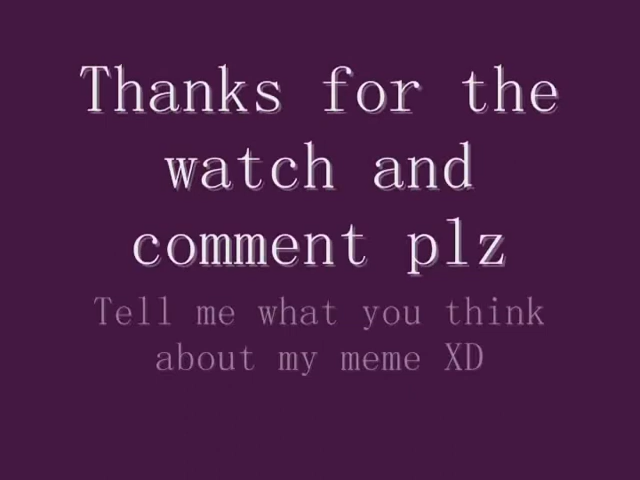 Thanks for the
watch and
comment plz
Tell me what you think
about my meme XD